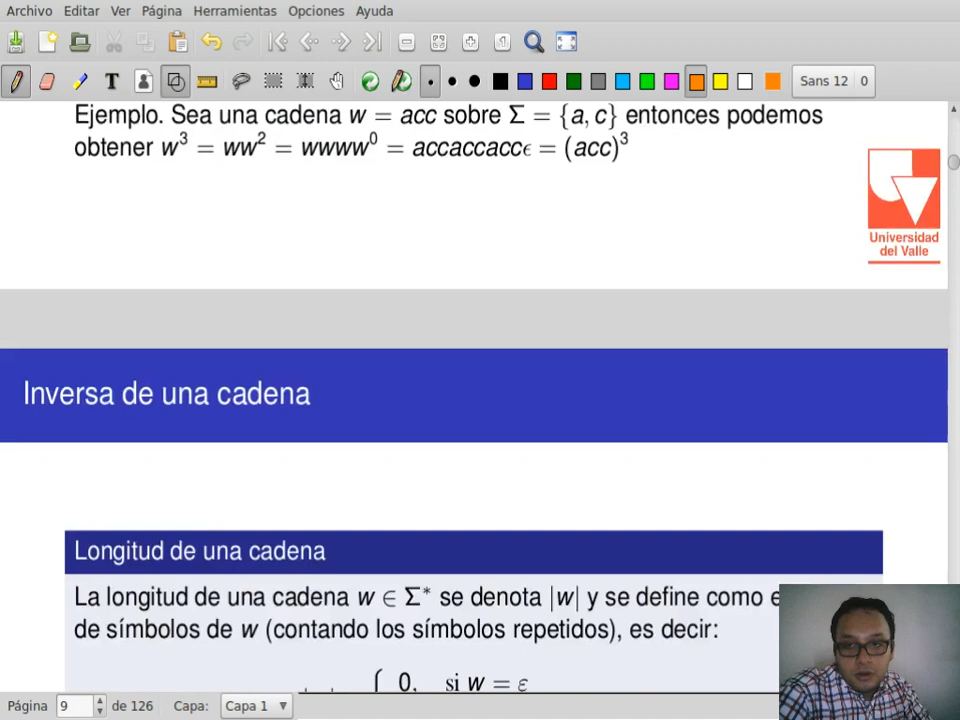 Archivo Editar Ver Página Herramientas Opciones Ayuda
T Sans 12 0
Ejemplo. Sea una cadena w = acc sobre Σ = {a, c} entonces podemos
obtener w³ = ww² = wwww⁰ = accaccaccϵ = (acc)³
Universidad
del Valle
Inversa de una cadena
Longitud de una cadena
La longitud de una cadena w ∈ Σ* se denota |w| y se define como
de símbolos de w (contando los símbolos repetidos), es decir:
0, si w = ε
Página 9 de 126 Capa: Capa 1